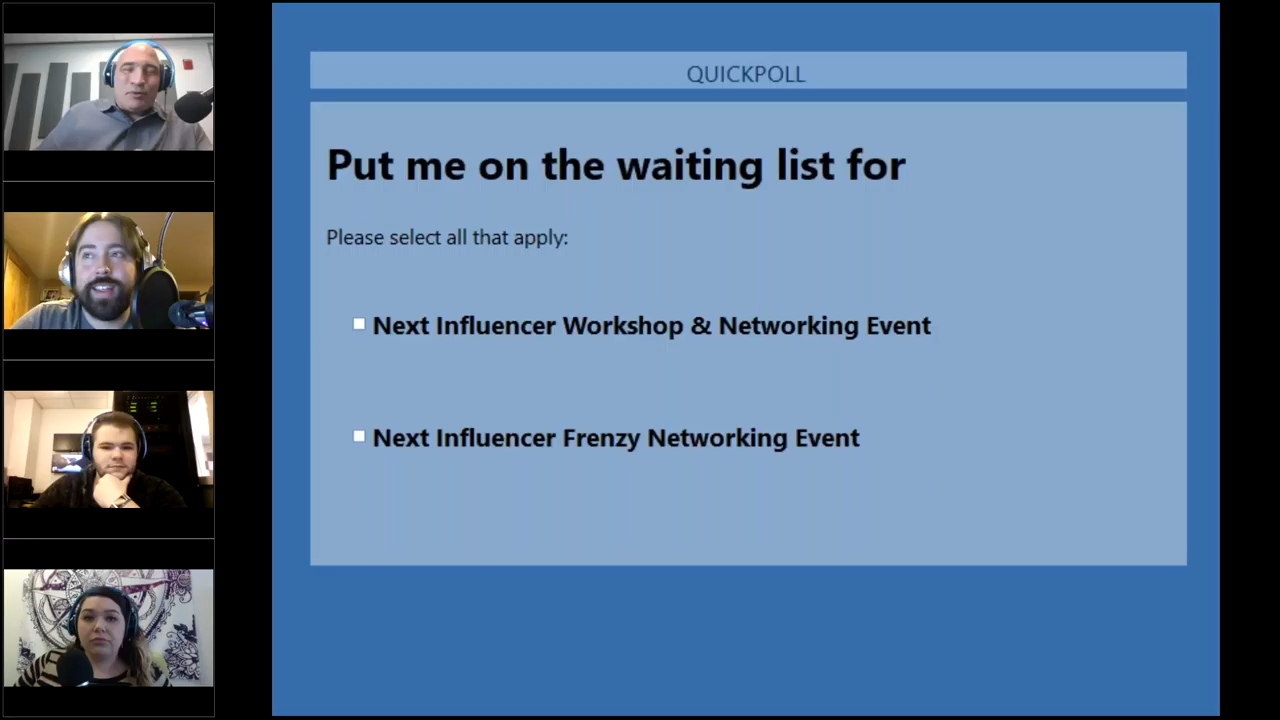 QUICKPOLL
Put me on the waiting list for
Please select all that apply:
Next Influencer Workshop & Networking Event
Next Influencer Frenzy Networking Event